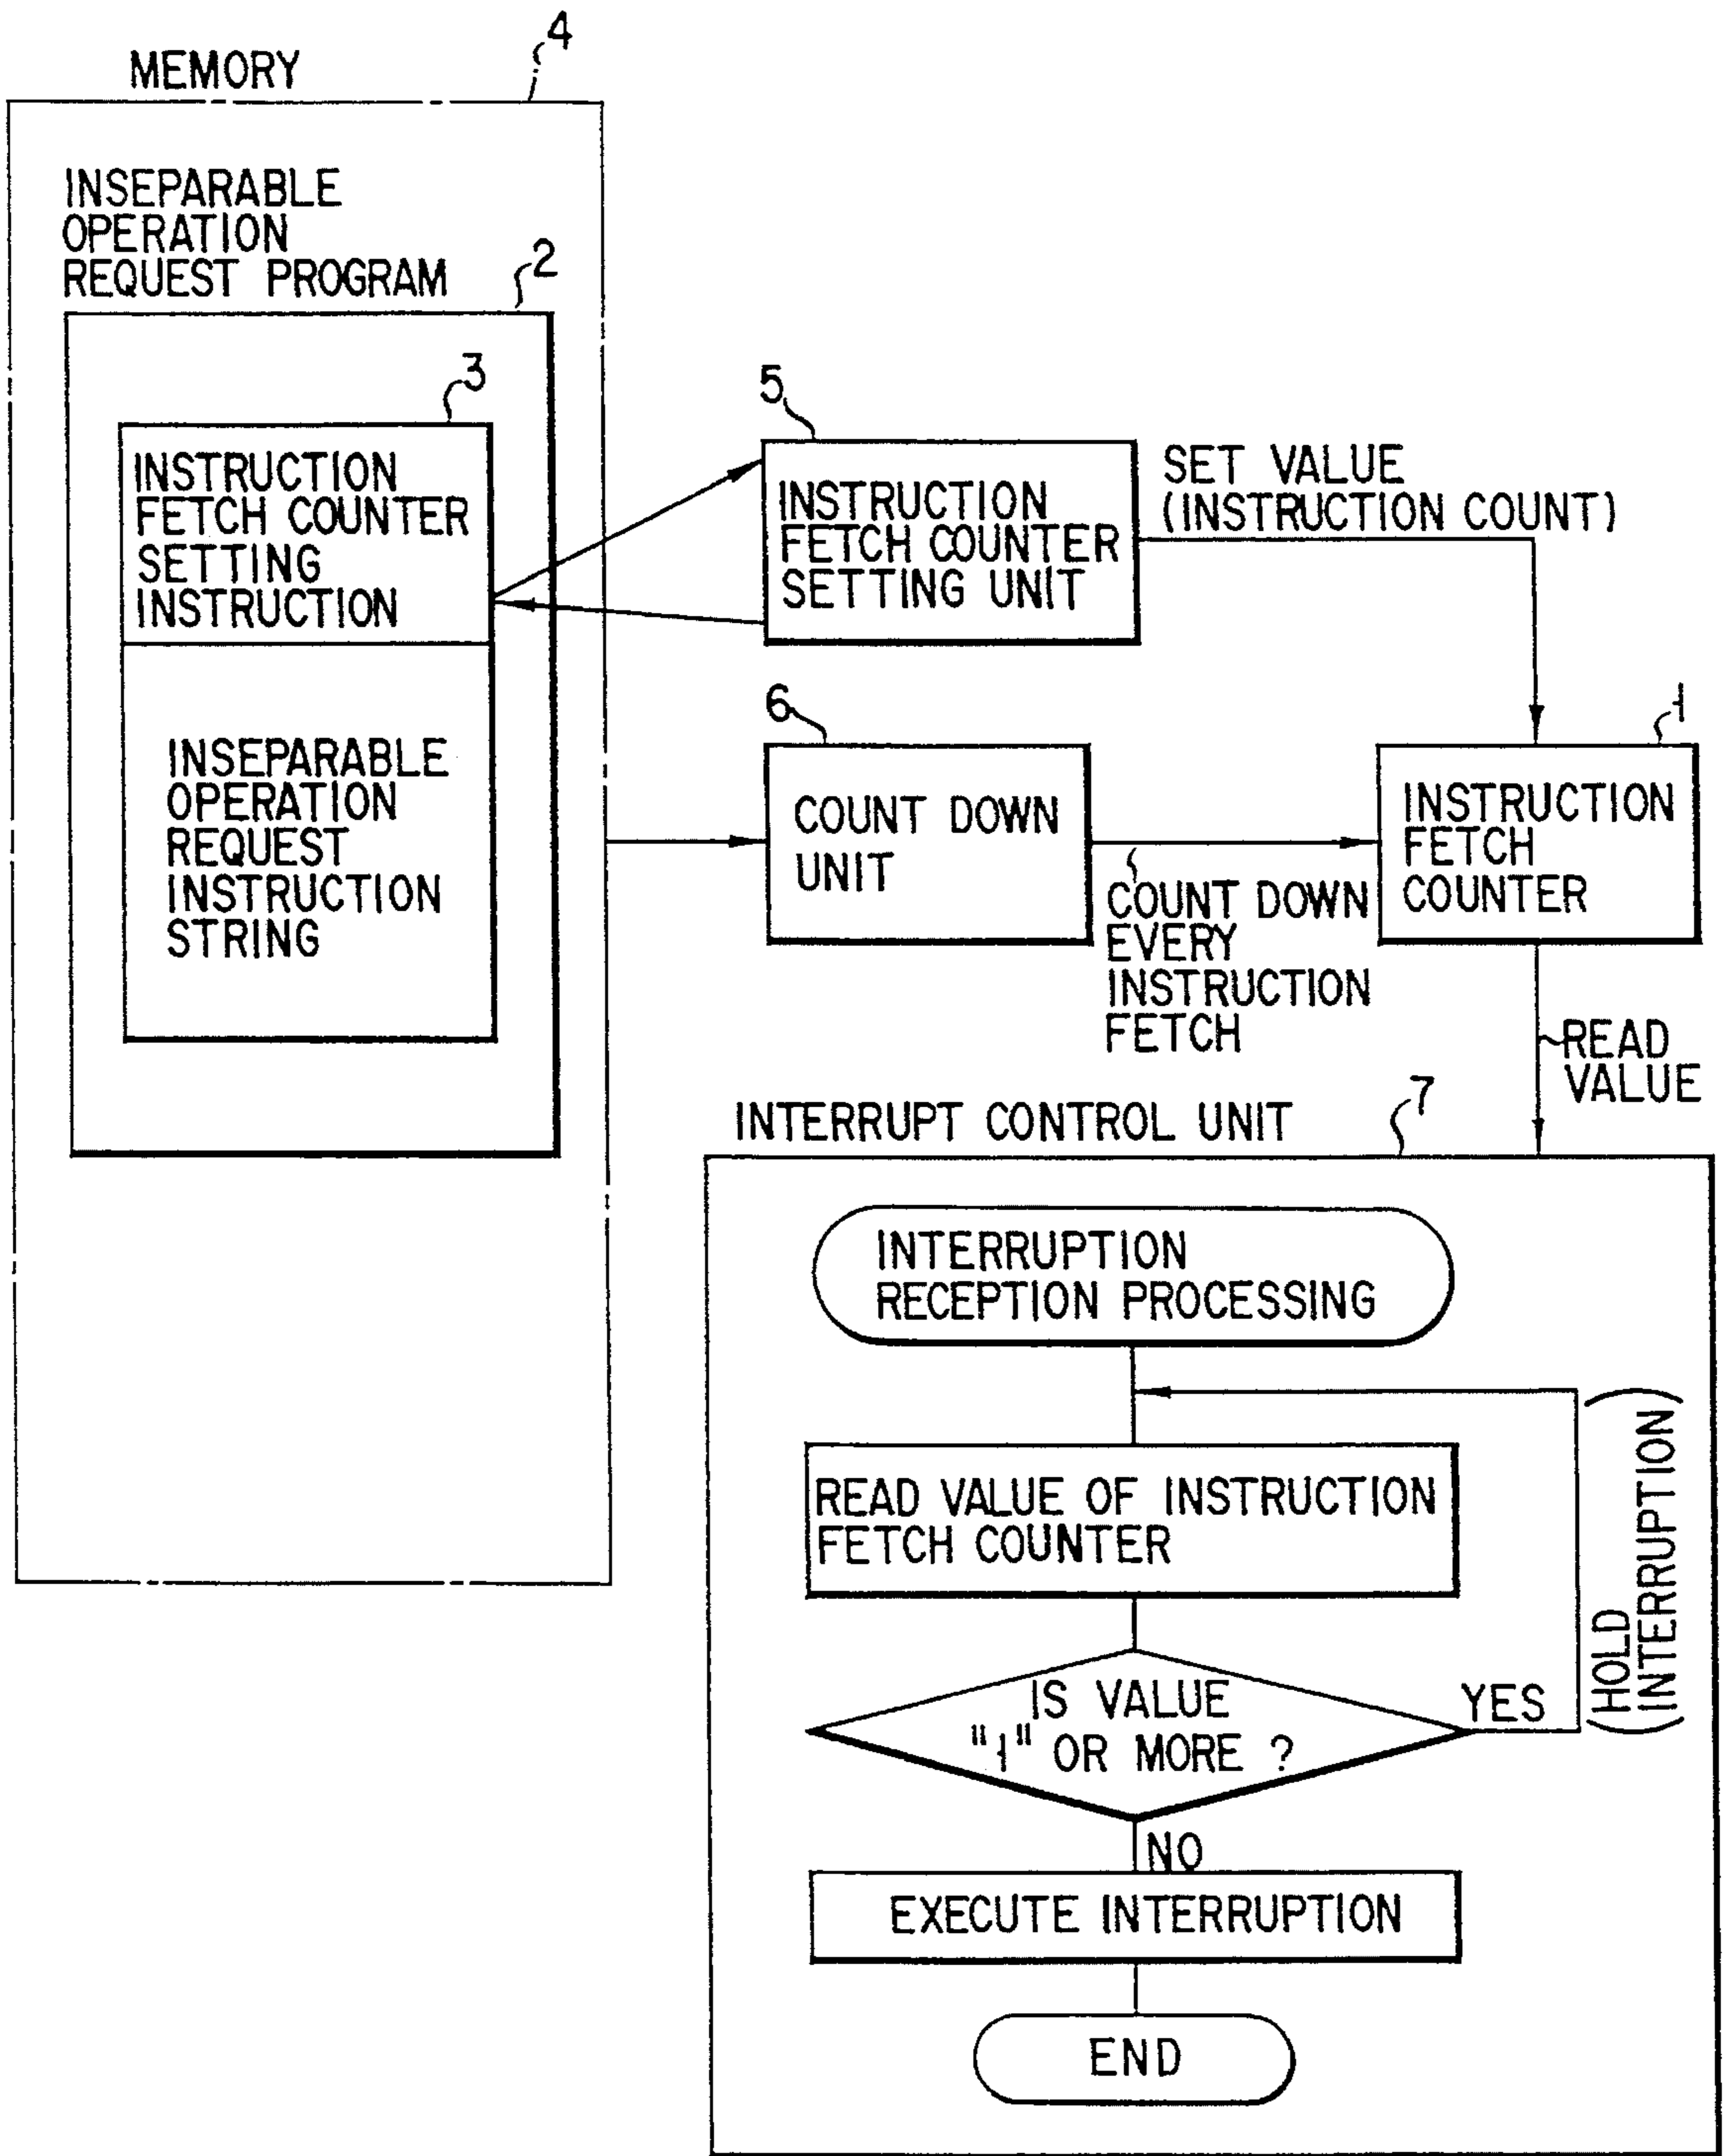 4
MEMORY
INSEPARABLE
OPERATION
REQUEST PROGRAM
2
3
INSTRUCTION
FETCH COUNTER
SETTING
INSTRUCTION
INSEPARABLE
OPERATION
REQUEST
INSTRUCTION
STRING
5
INSTRUCTION
FETCH COUNTER
SETTING UNIT
SET VALUE
(INSTRUCTION COUNT)
6
COUNT DOWN
UNIT
COUNT DOWN
EVERY
INSTRUCTION
FETCH
1
INSTRUCTION
FETCH
COUNTER
READ
VALUE
INTERRUPT CONTROL UNIT
7
INTERRUPTION
RECEPTION PROCESSING
READ VALUE OF INSTRUCTION
FETCH COUNTER
IS VALUE
"1" OR MORE ?
YES
(HOLD
INTERRUPTION)
NO
EXECUTE INTERRUPTION
END